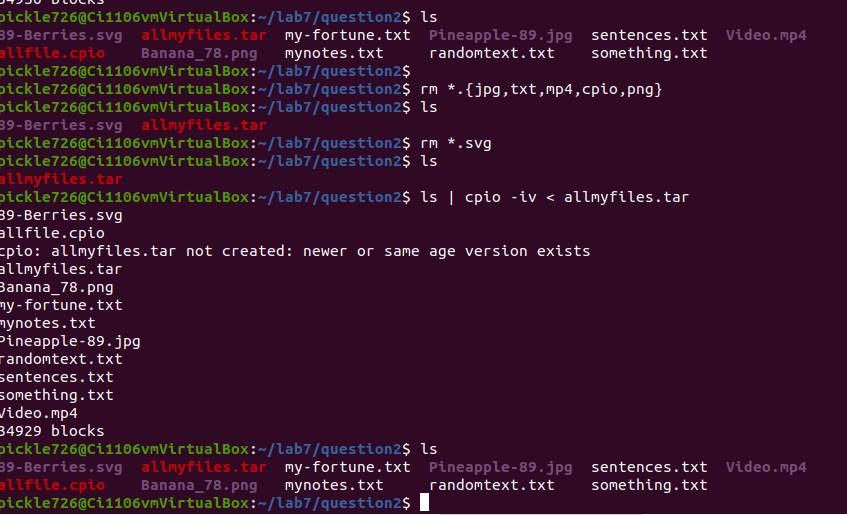 pickle726@Ci1106vmVirtualBox:~/lab7/question2$ ls
89-Berries.svg allmyfiles.tar my-fortune.txt Pineapple-89.jpg sentences.txt Video.mp4
allfile.cpio Banana_78.png mynotes.txt randomtext.txt something.txt
pickle726@Ci1106vmVirtualBox:~/lab7/question2$
pickle726@Ci1106vmVirtualBox:~/lab7/question2$ rm *.{jpg,txt,mp4,cpio,png}
pickle726@Ci1106vmVirtualBox:~/lab7/question2$ ls
89-Berries.svg allmyfiles.tar
pickle726@Ci1106vmVirtualBox:~/lab7/question2$ rm *.svg
pickle726@Ci1106vmVirtualBox:~/lab7/question2$ ls
allmyfiles.tar
pickle726@Ci1106vmVirtualBox:~/lab7/question2$ ls | cpio -iv < allmyfiles.tar
89-Berries.svg
allfile.cpio
cpio: allmyfiles.tar not created: newer or same age version exists
allmyfiles.tar
Banana_78.png
my-fortune.txt
mynotes.txt
Pineapple-89.jpg
randomtext.txt
sentences.txt
something.txt
Video.mp4
34929 blocks
pickle726@Ci1106vmVirtualBox:~/lab7/question2$ ls
89-Berries.svg allmyfiles.tar my-fortune.txt Pineapple-89.jpg sentences.txt Video.mp4
allfile.cpio Banana_78.png mynotes.txt randomtext.txt something.txt
pickle726@Ci1106vmVirtualBox:~/lab7/question2$